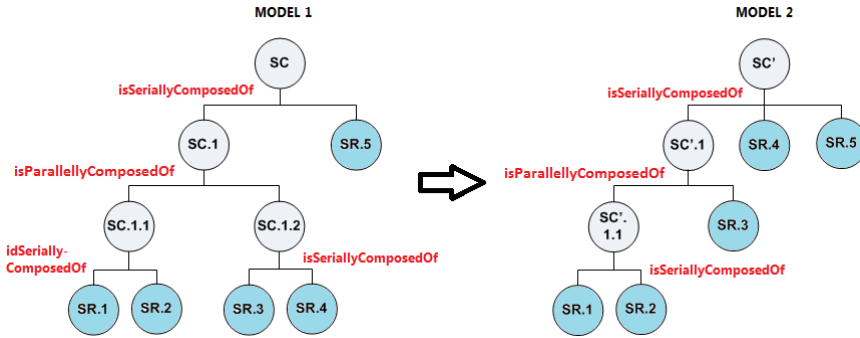 MODEL 1
MODEL 2
SC
SC'
isSeriallyComposedOf
isSeriallyComposedOf
SC.1
SR.5
SC'.1
SR.4
SR.5
isParallellyComposedOf
isParallellyComposedOf
SC.1.1
SC.1.2
SC'.
1.1
SR.3
idSerially-
ComposedOf
isSeriallyComposedOf
isSeriallyComposedOf
SR.1
SR.2
SR.3
SR.4
SR.1
SR.2